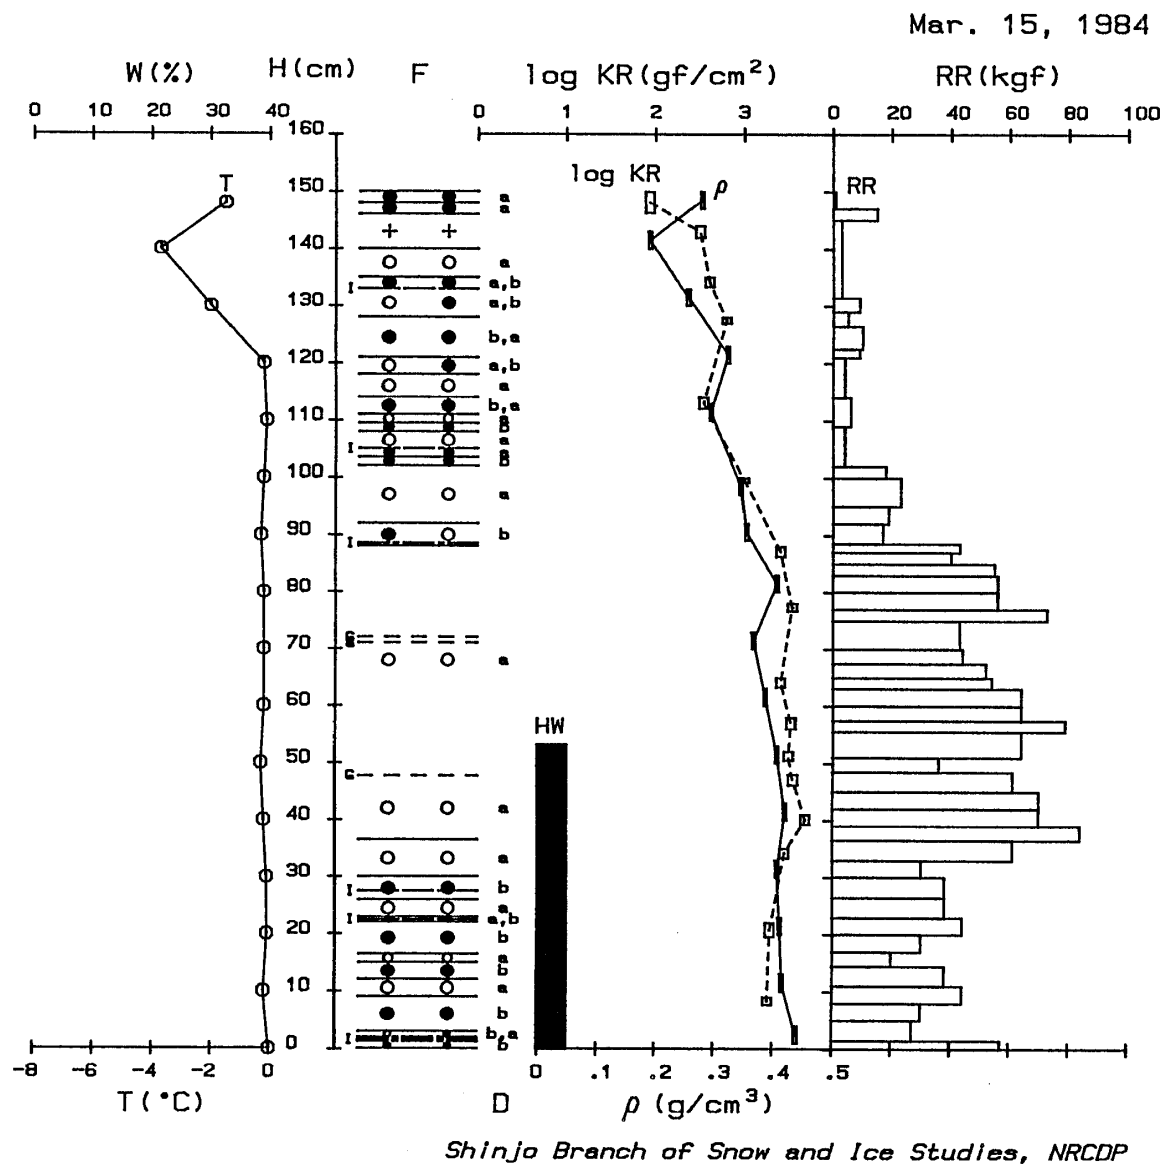 Mar. 15, 1984
W(%) H(cm) F log KR(gf/cm²) RR(kgf)
0 10 20 30 40 0 1 2 3 0 20 40 60 80 100
160
log KR ρ RR
T
150 a
a
140 a
I a,b
130 a,b
b,a
120 a,b
a
b,a
110 a
b
a
I a
b
100
a
90 b
I
80
G
70
a
60
HW
50
G
a
40
a
30
I b
a
I a,b
20 b
a
b
10 a
b
b,a
I b
0
-8 -6 -4 -2 0 0 .1 .2 .3 .4 .5
T(°C) D ρ (g/cm³)
Shinjo Branch of Snow and Ice Studies, NRCDP